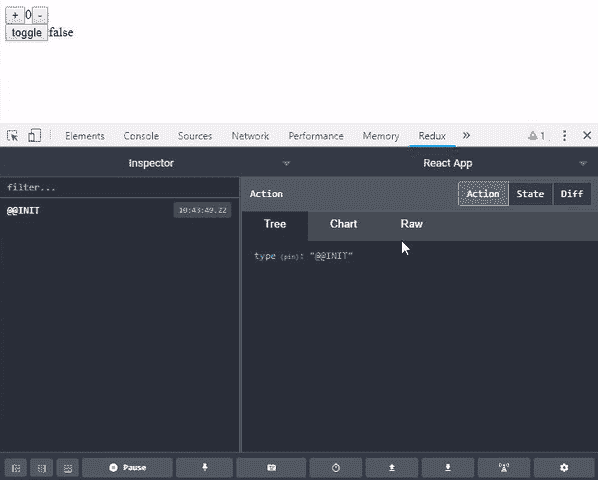 + 0 -
toggle false
Elements Console Sources Network Performance Memory Redux » 1
Inspector React App
filter...
Action Action State Diff
@@INIT 10:43:49.22
Tree Chart Raw
type (pin): "@@INIT"
Pause